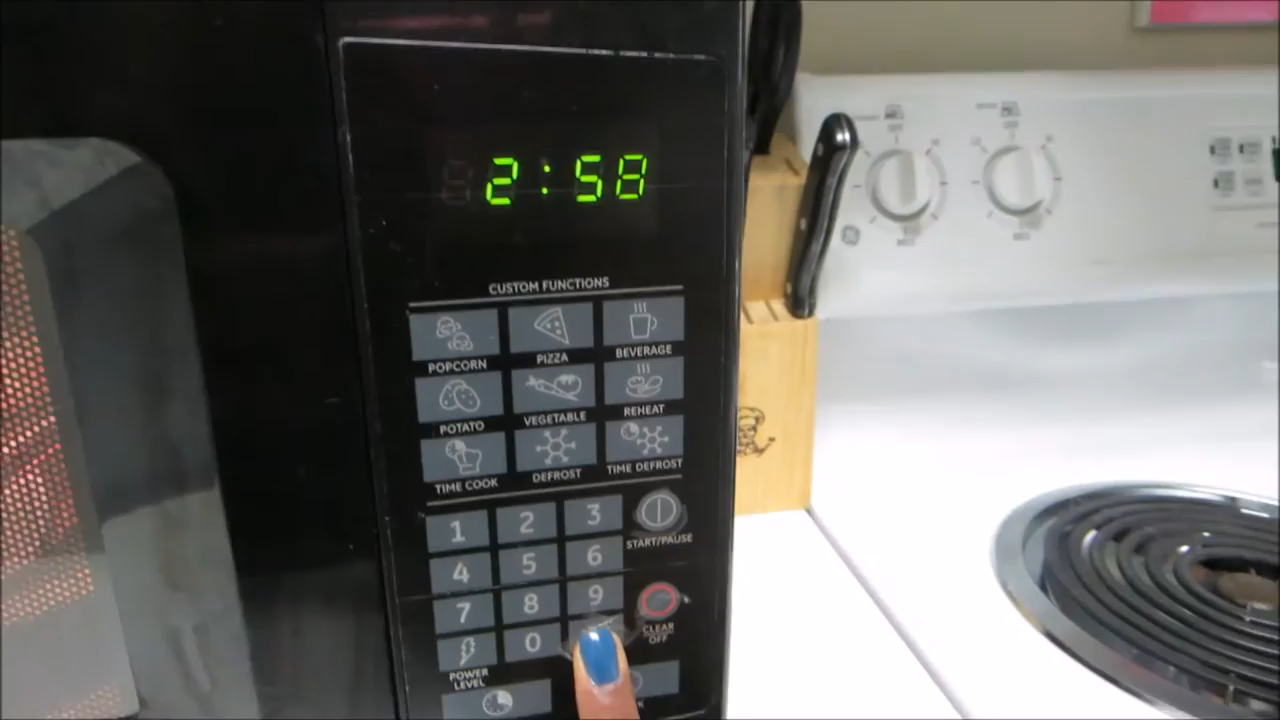 2:58
CUSTOM FUNCTIONS
POPCORN PIZZA BEVERAGE
POTATO VEGETABLE REHEAT
TIME COOK DEFROST TIME DEFROST
1 2 3
START/PAUSE
4 5 6
7 8 9
CLEAR
OFF
0
POWER
LEVEL